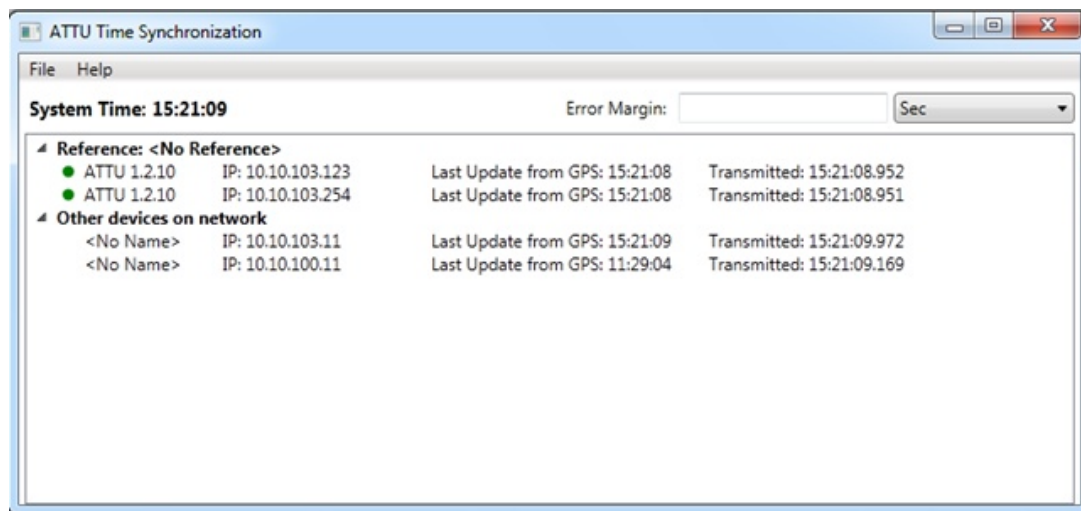 ATTU Time Synchronization
File Help
System Time: 15:21:09 Error Margin: Sec
Reference: <No Reference>
ATTU 1.2.10 IP: 10.10.103.123 Last Update from GPS: 15:21:08 Transmitted: 15:21:08.952
ATTU 1.2.10 IP: 10.10.103.254 Last Update from GPS: 15:21:08 Transmitted: 15:21:08.951
Other devices on network
<No Name> IP: 10.10.103.11 Last Update from GPS: 15:21:09 Transmitted: 15:21:09.972
<No Name> IP: 10.10.100.11 Last Update from GPS: 11:29:04 Transmitted: 15:21:09.169